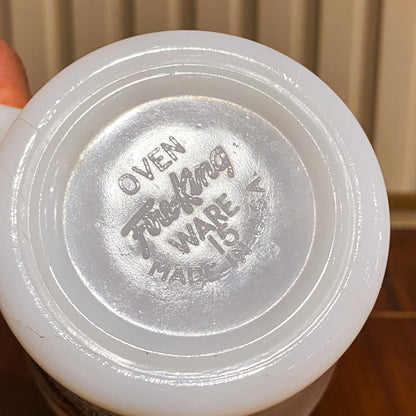 OVEN
Fire-King
WARE
15
MADE IN U.S.A.